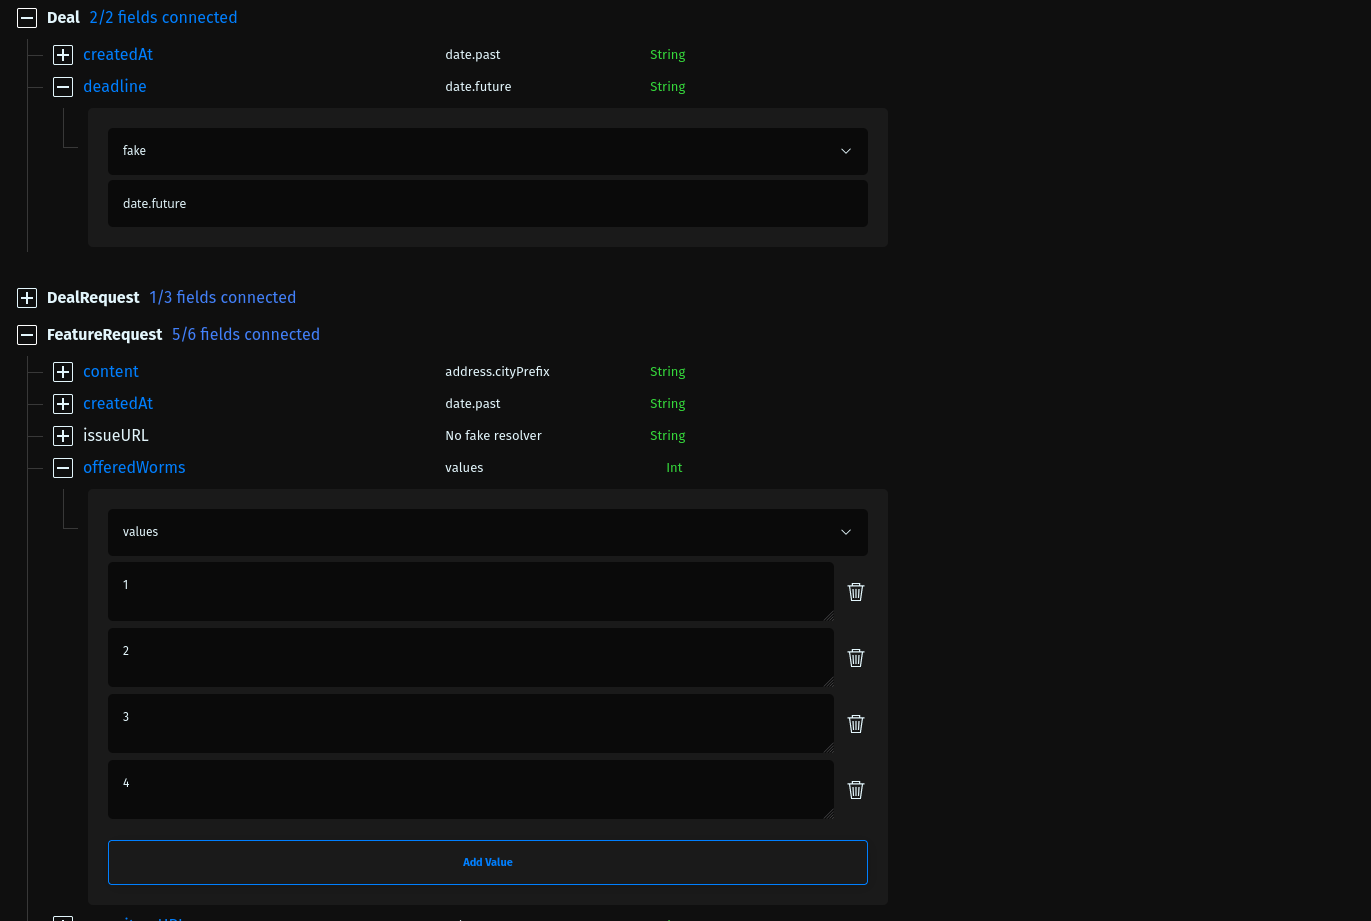 Deal 2/2 fields connected
createdAt date.past String
deadline date.future String
fake
date.future
DealRequest 1/3 fields connected
FeatureRequest 5/6 fields connected
content address.cityPrefix String
createdAt date.past String
issueURL No fake resolver String
offeredWorms values Int
values
1
2
3
4
Add Value